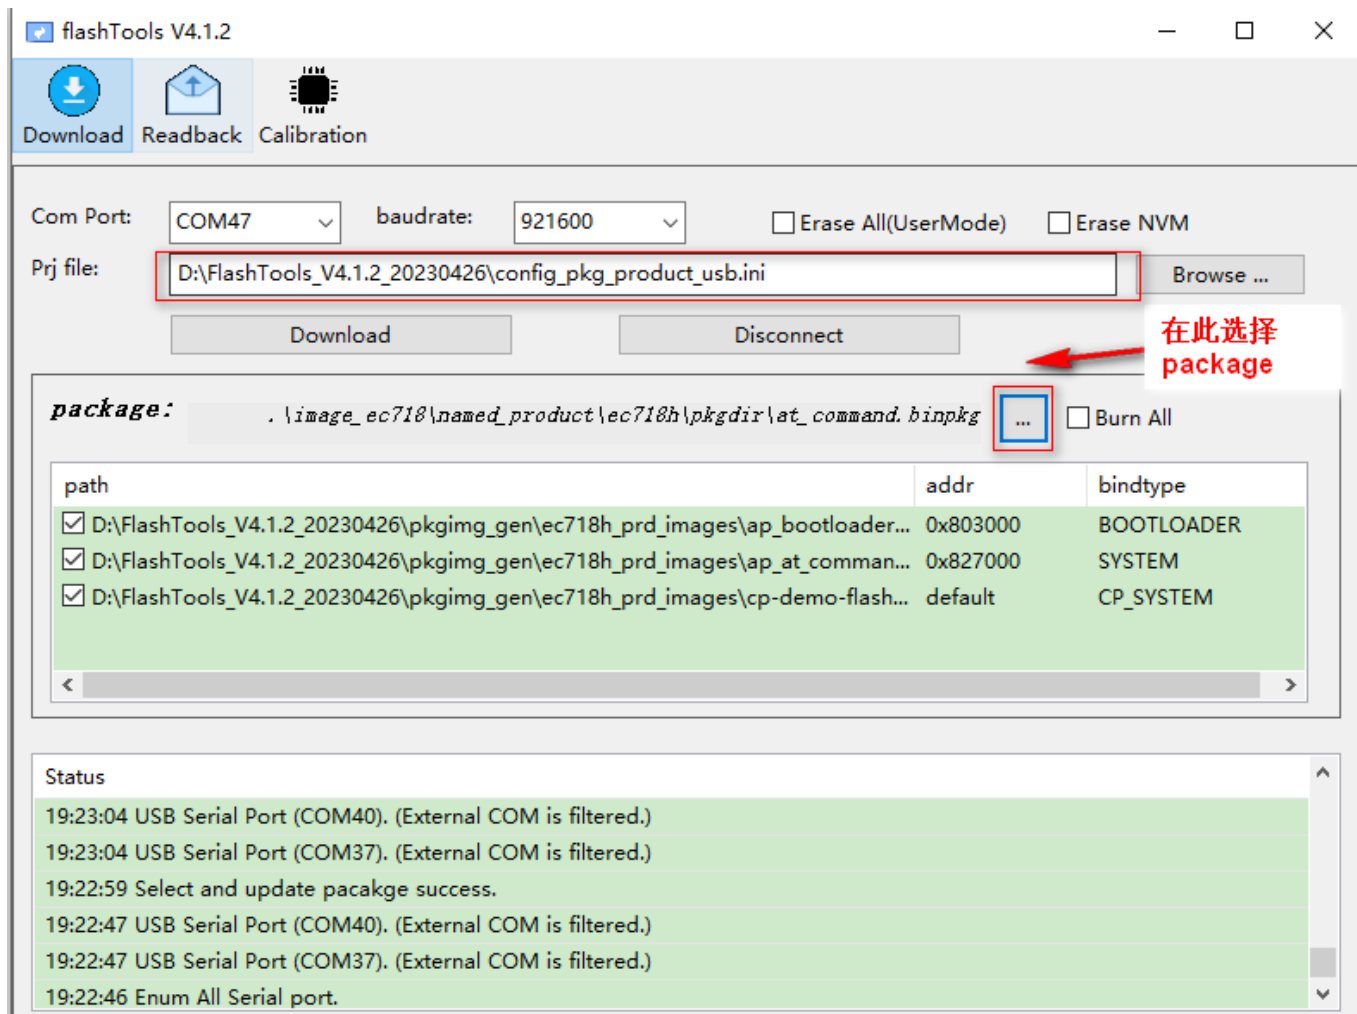 flashTools V4.1.2
Download Readback Calibration
Com Port: COM47 baudrate: 921600 Erase All(UserMode) Erase NVM
Prj file: D:\FlashTools_V4.1.2_20230426\config_pkg_product_usb.ini Browse ...
Download Disconnect
在此选择
package
package: .\image_ec718\named_product\ec718h\pkgdir\at_command.binpkg ... Burn All
path addr bindtype
D:\FlashTools_V4.1.2_20230426\pkgimg_gen\ec718h_prd_images\ap_bootloader... 0x803000 BOOTLOADER
D:\FlashTools_V4.1.2_20230426\pkgimg_gen\ec718h_prd_images\ap_at_comman... 0x827000 SYSTEM
D:\FlashTools_V4.1.2_20230426\pkgimg_gen\ec718h_prd_images\cp-demo-flash... default CP_SYSTEM
Status
19:23:04 USB Serial Port (COM40). (External COM is filtered.)
19:23:04 USB Serial Port (COM37). (External COM is filtered.)
19:22:59 Select and update pacakge success.
19:22:47 USB Serial Port (COM40). (External COM is filtered.)
19:22:47 USB Serial Port (COM37). (External COM is filtered.)
19:22:46 Enum All Serial port.